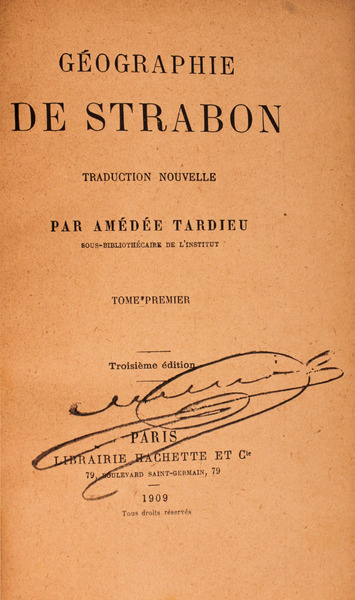 GÉOGRAPHIE
DE STRABON
TRADUCTION NOUVELLE
PAR AMÉDÉE TARDIEU
SOUS-BIBLIOTHÉCAIRE DE L'INSTITUT
TOME PREMIER
Troisième édition
PARIS
LIBRAIRIE HACHETTE ET Cie
79, BOULEVARD SAINT-GERMAIN, 79
1909
Tous droits réservés